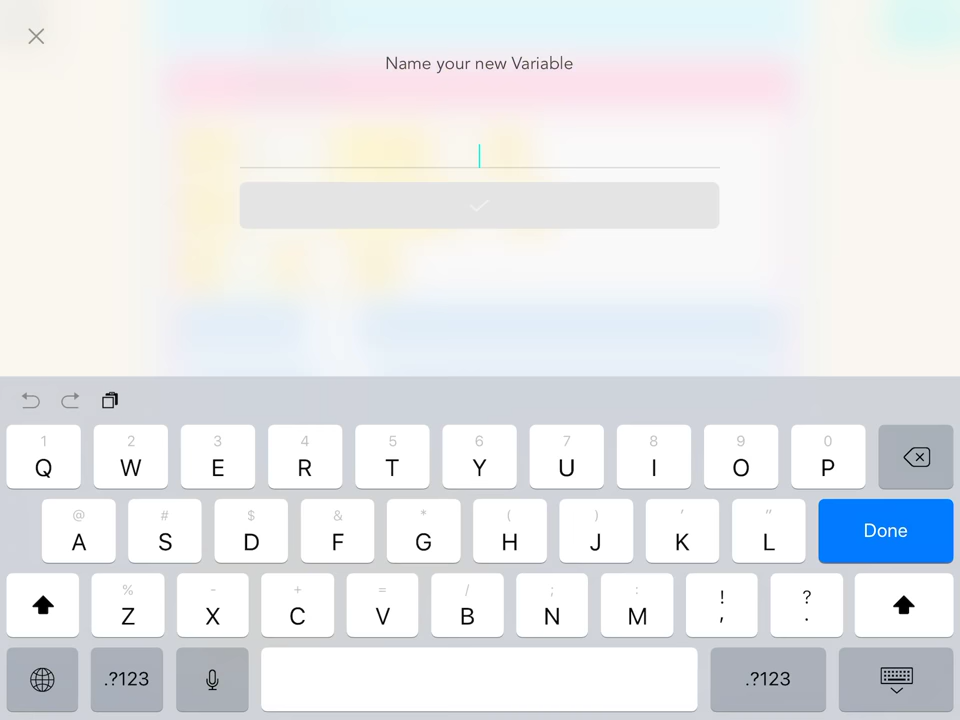 Name your new Variable
1 2 3 4 5 6 7 8 9 0
Q W E R T Y U I O P
@ # $ & * ( ) ' "
A S D F G H J K L Done
% - + = / ; : ! ?
Z X C V B N M , .
.?123 .?123